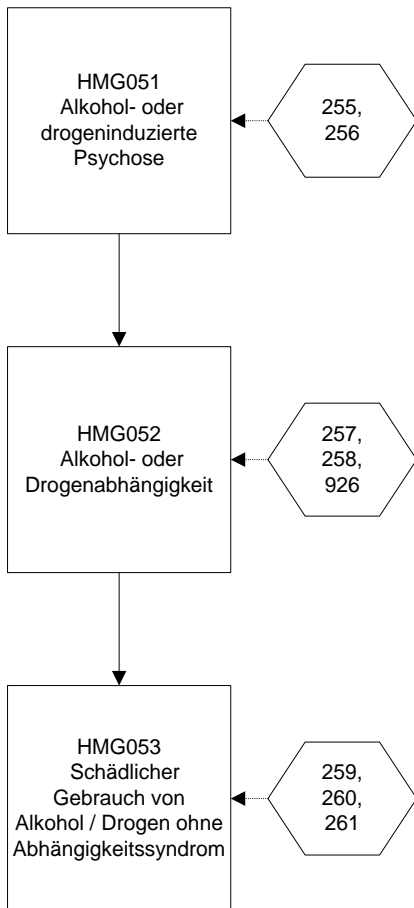 HMG051
Alkohol- oder
drogeninduzierte
Psychose
255,
256
HMG052
Alkohol- oder
Drogenabhängigkeit
257,
258,
926
HMG053
Schädlicher
Gebrauch von
Alkohol / Drogen ohne
Abhängigkeitssyndrom
259,
260,
261